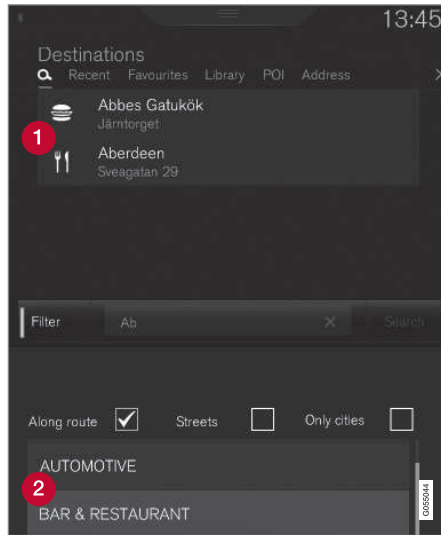 13:45
Destinations
Recent Favourites Library POI Address
1
Abbes Gatukök
Järntorget
Aberdeen
Sveagatan 29
Filter Ab Search
Along route Streets Only cities
AUTOMOTIVE
2
BAR & RESTAURANT
G055044